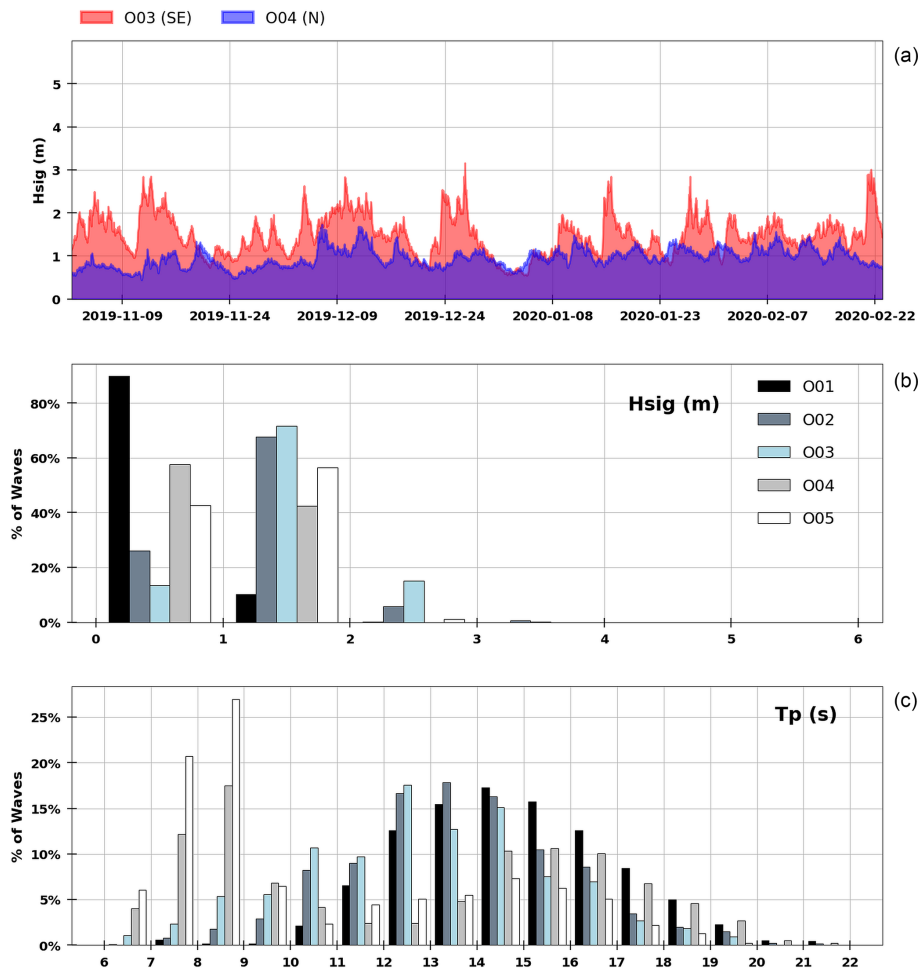 O03 (SE) O04 (N)
(a)
Hsig (m)
5
4
3
2
1
0
2019-11-09 2019-11-24 2019-12-09 2019-12-24 2020-01-08 2020-01-23 2020-02-07 2020-02-22
(b)
Hsig (m)
O01
O02
O03
O04
O05
% of Waves
80%
60%
40%
20%
0%
0 1 2 3 4 5 6
(c)
Tp (s)
% of Waves
25%
20%
15%
10%
5%
0%
6 7 8 9 10 11 12 13 14 15 16 17 18 19 20 21 22